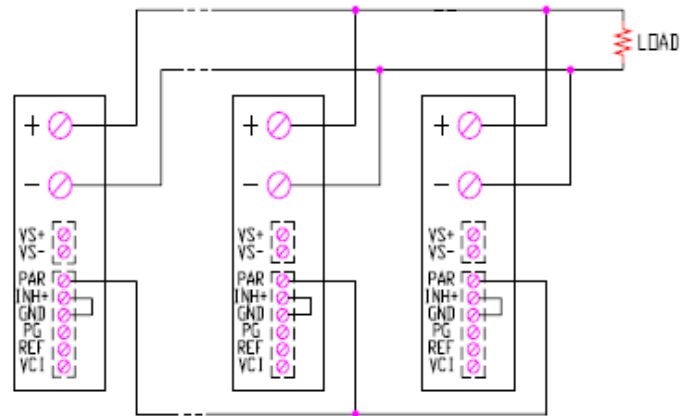 LOAD
+
+
+
-
-
-
VS+
VS-
PAR
INH+
GND
PG
REF
VCI
VS+
VS-
PAR
INH+
GND
PG
REF
VCI
VS+
VS-
PAR
INH+
GND
PG
REF
VCI